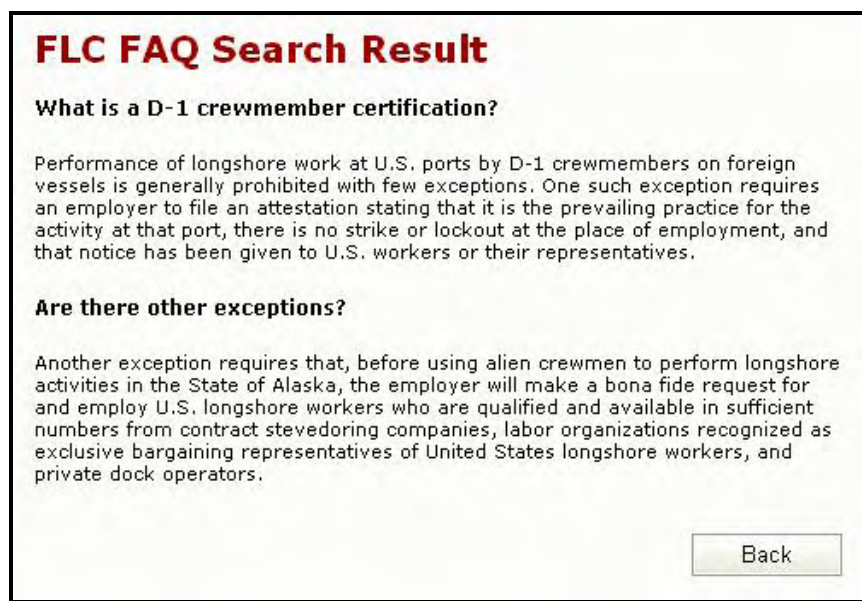 FLC FAQ Search Result
What is a D-1 crewmember certification?
Performance of longshore work at U.S. ports by D-1 crewmembers on foreign
vessels is generally prohibited with few exceptions. One such exception requires
an employer to file an attestation stating that it is the prevailing practice for the
activity at that port, there is no strike or lockout at the place of employment, and
that notice has been given to U.S. workers or their representatives.
Are there other exceptions?
Another exception requires that, before using alien crewmen to perform longshore
activities in the State of Alaska, the employer will make a bona fide request for
and employ U.S. longshore workers who are qualified and available in sufficient
numbers from contract stevedoring companies, labor organizations recognized as
exclusive bargaining representatives of United States longshore workers, and
private dock operators.
Back